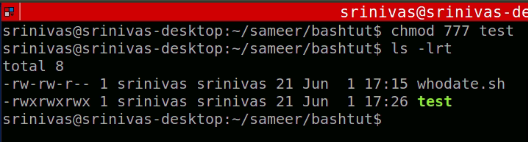 srinivas@srinivas-des
srinivas@srinivas-desktop:~/sameer/bashtut$ chmod 777 test
srinivas@srinivas-desktop:~/sameer/bashtut$ ls -lrt
total 8
-rw-rw-r-- 1 srinivas srinivas 21 Jun  1 17:15 whodate.sh
-rwxrwxrwx 1 srinivas srinivas 21 Jun  1 17:26 test
srinivas@srinivas-desktop:~/sameer/bashtut$